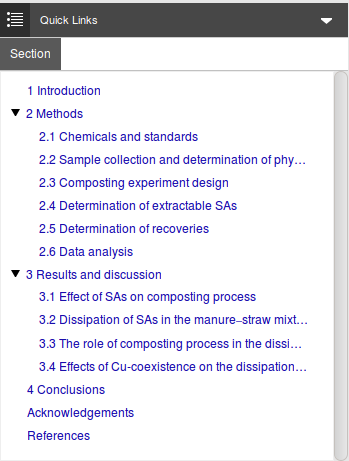 Quick Links
Section
1 Introduction
2 Methods
2.1 Chemicals and standards
2.2 Sample collection and determination of phy…
2.3 Composting experiment design
2.4 Determination of extractable SAs
2.5 Determination of recoveries
2.6 Data analysis
3 Results and discussion
3.1 Effect of SAs on composting process
3.2 Dissipation of SAs in the manure–straw mixt…
3.3 The role of composting process in the dissi…
3.4 Effects of Cu-coexistence on the dissipation…
4 Conclusions
Acknowledgements
References